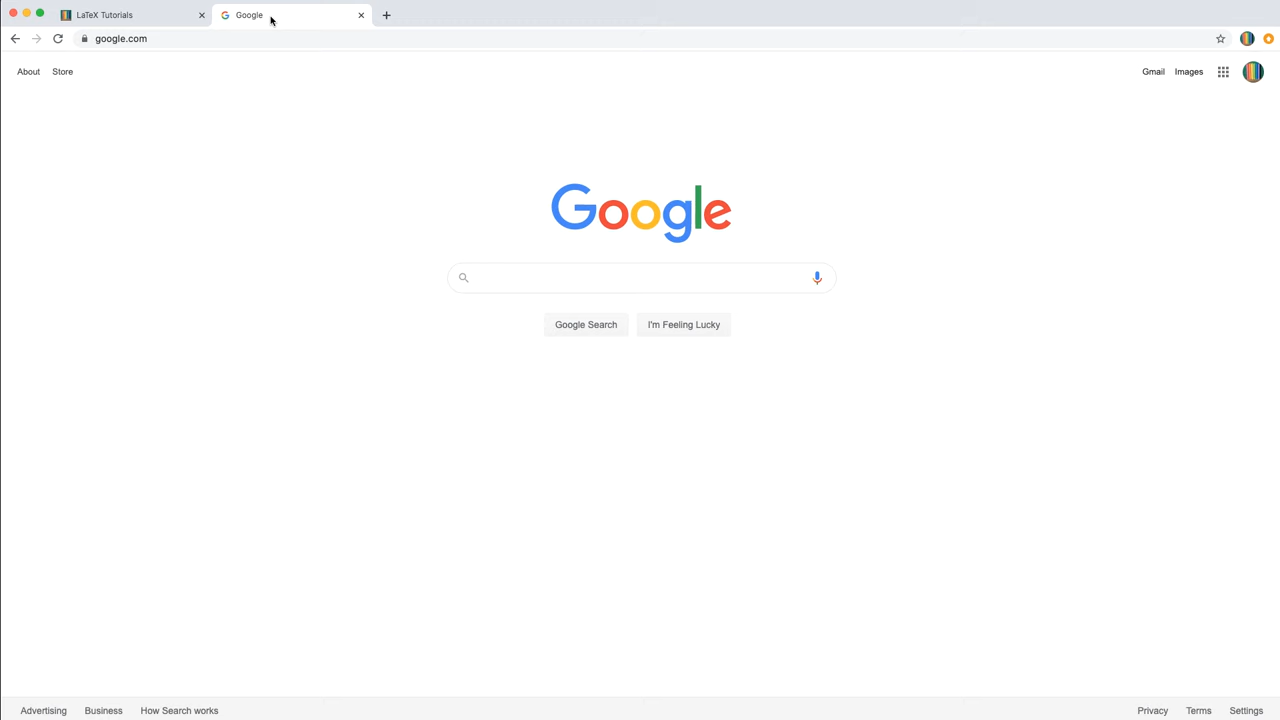 LaTeX Tutorials
Google
google.com
About Store
Gmail Images
Google
Google Search I'm Feeling Lucky
Advertising Business How Search works
Privacy Terms Settings